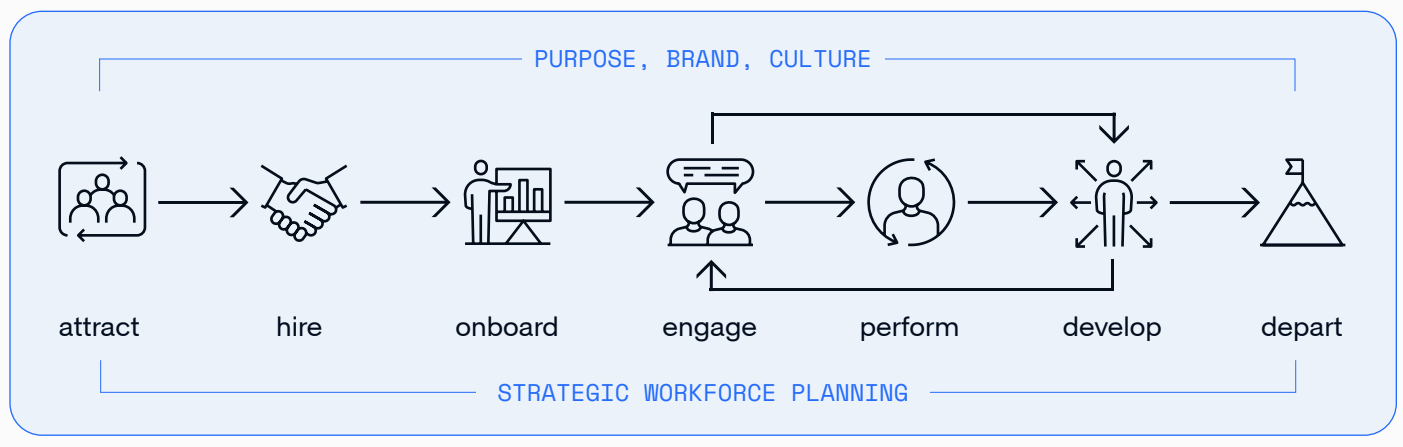 PURPOSE, BRAND, CULTURE
attract hire onboard engage perform develop depart
STRATEGIC WORKFORCE PLANNING